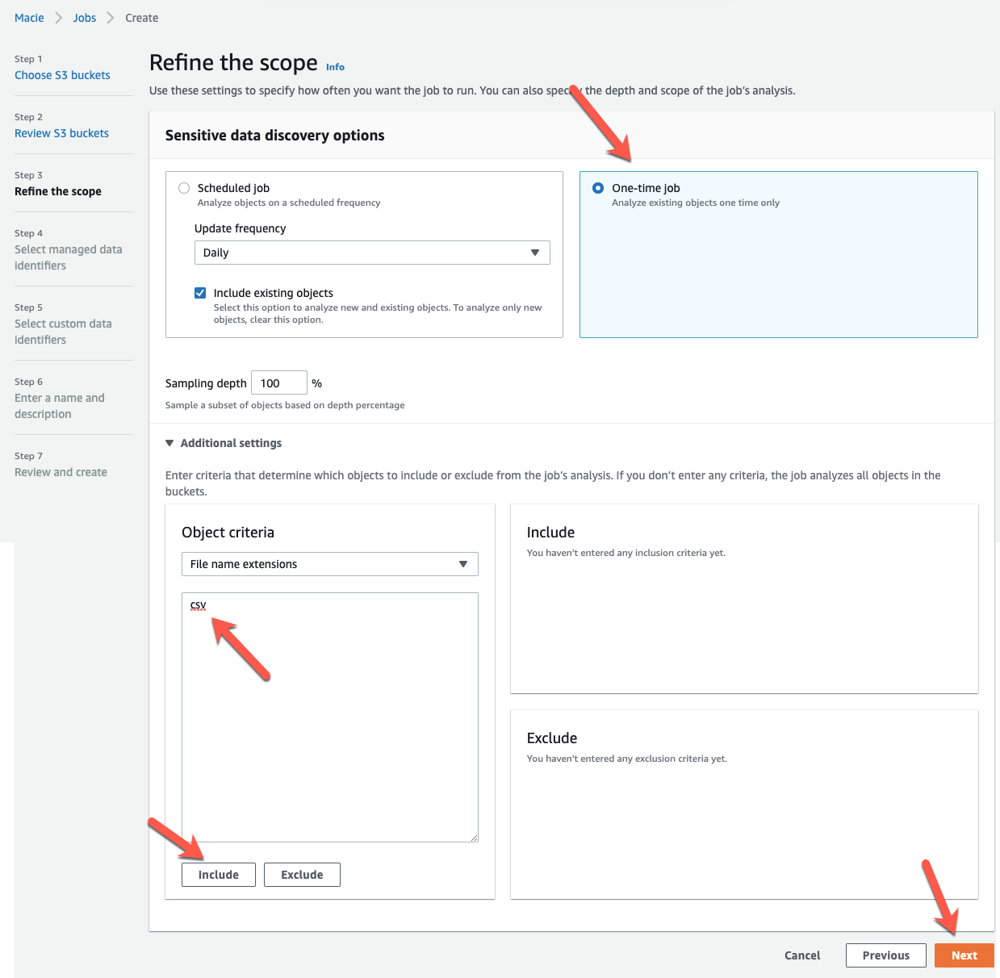 Macie > Jobs > Create
Step 1
Choose S3 buckets
Step 2
Review S3 buckets
Step 3
Refine the scope
Step 4
Select managed data
identifiers
Step 5
Select custom data
identifiers
Step 6
Enter a name and
description
Step 7
Review and create
Refine the scope Info
Use these settings to specify how often you want the job to run. You can also specify the depth and scope of the job's analysis.
Sensitive data discovery options
Scheduled job
Analyze objects on a scheduled frequency
Update frequency
Daily
Include existing objects
Select this option to analyze new and existing objects. To analyze only new
objects, clear this option.
One-time job
Analyze existing objects one time only
Sampling depth 100 %
Sample a subset of objects based on depth percentage
Additional settings
Enter criteria that determine which objects to include or exclude from the job's analysis. If you don't enter any criteria, the job analyzes all objects in the
buckets.
Object criteria
File name extensions
csv
Include Exclude
Include
You haven't entered any inclusion criteria yet.
Exclude
You haven't entered any exclusion criteria yet.
Cancel Previous Next